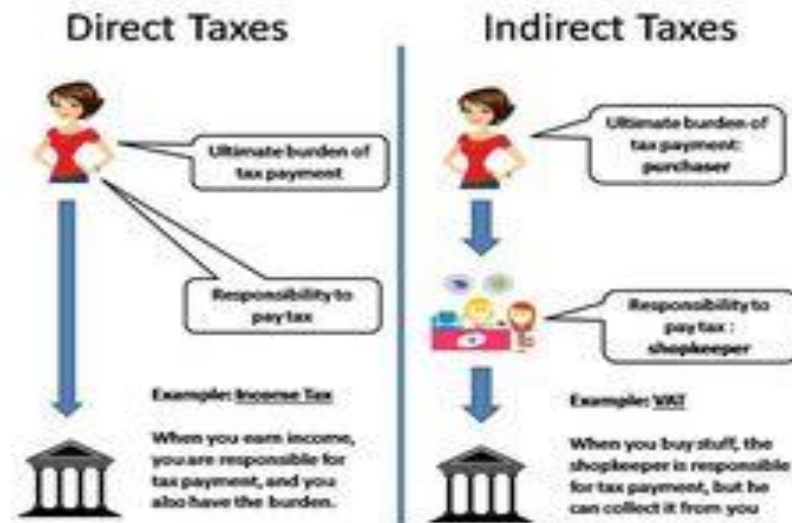 Direct Taxes
Ultimate burden of
tax payment
Responsibility to
pay tax
Example: Income Tax
When you earn income,
you are responsible for
tax payment, and you
also have the burden.
Indirect Taxes
Ultimate burden of
tax payment:
purchaser
Responsibility to
pay tax :
shopkeeper
Example: VAT
When you buy stuff, the
shopkeeper is responsible
for tax payment, but he
can collect it from you